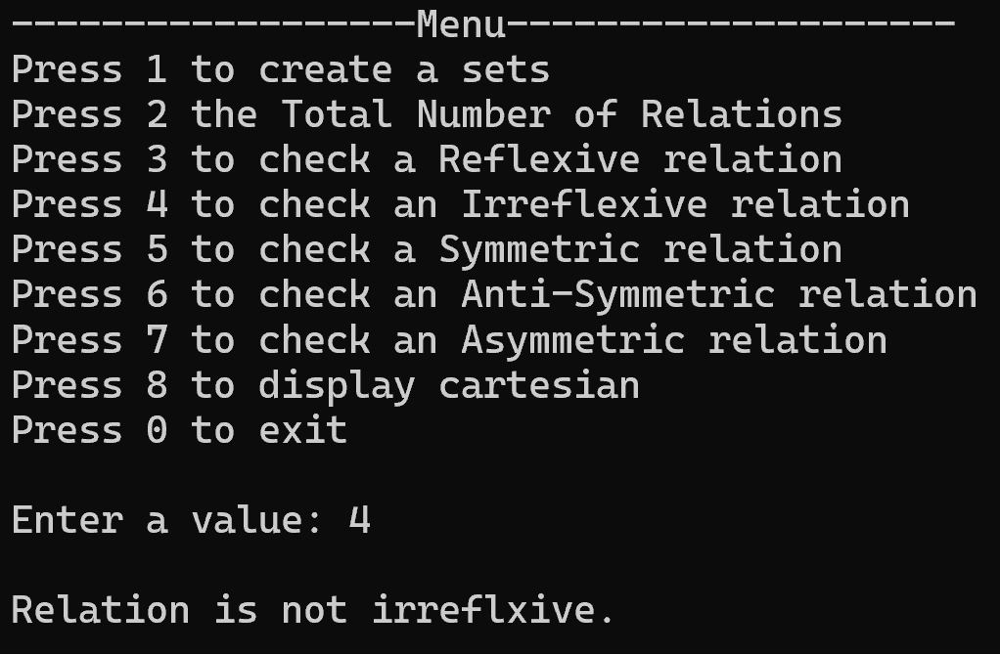 ------------------Menu--------------------
Press 1 to create a sets
Press 2 the Total Number of Relations
Press 3 to check a Reflexive relation
Press 4 to check an Irreflexive relation
Press 5 to check a Symmetric relation
Press 6 to check an Anti-Symmetric relation
Press 7 to check an Asymmetric relation
Press 8 to display cartesian
Press 0 to exit
Enter a value: 4
Relation is not irreflxive.